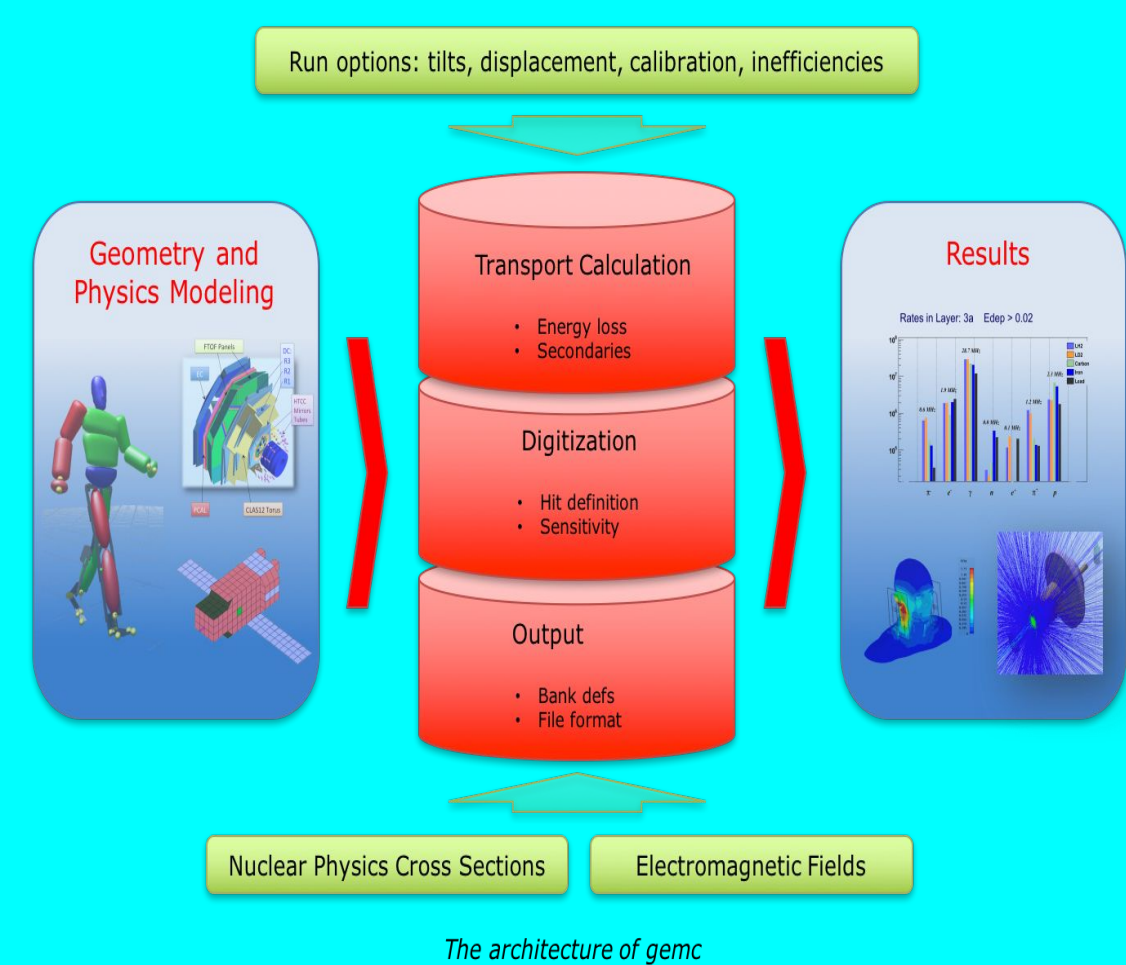 Run options: tilts, displacement, calibration, inefficiencies
Geometry and
Physics Modeling
FTOF Panels
EC
DC:
R3
R2
R1
HTCC
Mirrors
Tubes
PCAL
CLAS12 Torus
Transport Calculation
• Energy loss
• Secondaries
Digitization
• Hit definition
• Sensitivity
Output
• Bank defs
• File format
Results
Rates in Layer: 3a Edep > 0.02
LH2
LD2
Carbon
Iron
Lead
Nuclear Physics Cross Sections
Electromagnetic Fields
The architecture of gemc